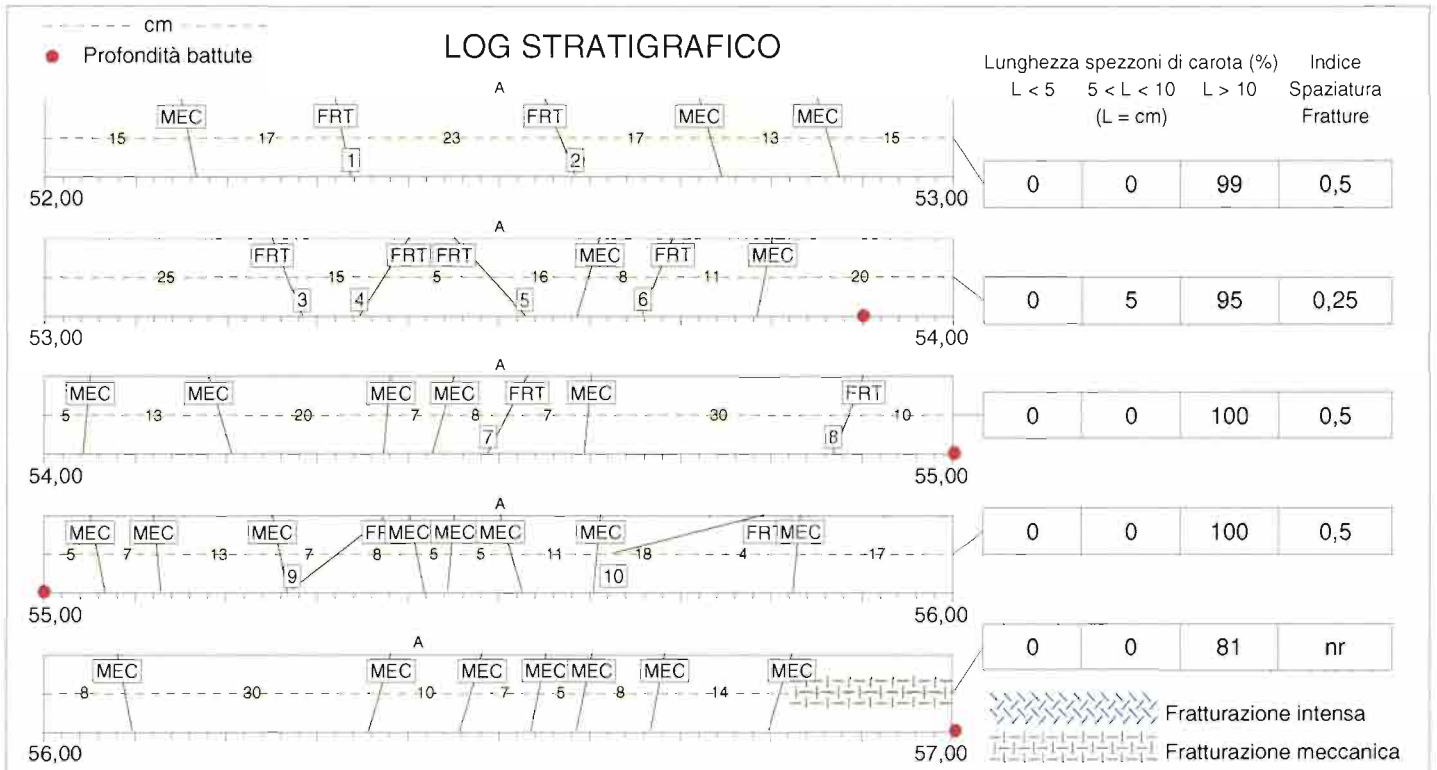 cm
Profondità battute
LOG STRATIGRAFICO
Lunghezza spezzoni di carota (%) Indice
L < 5 5 < L < 10 L > 10 Spaziatura
(L = cm) Fratture
A
MEC FRT FRT MEC MEC
15 17 23 17 13 15
1 2
52,00 53,00
0 0 99 0,5
A
FRT FRT FRT MEC FRT MEC
25 15 5 16 8 11 20
3 4 5 6
53,00 54,00
0 5 95 0,25
A
MEC MEC MEC MEC FRT MEC FRT
5 13 20 7 8 7 30 10
7 8
54,00 55,00
0 0 100 0,5
A
MEC MEC MEC MEC MEC MEC MEC FRT MEC
5 7 13 7 8 5 5 11 18 4 17
9 10
55,00 56,00
0 0 100 0,5
A
MEC MEC MEC MEC MEC MEC MEC
8 30 10 7 5 8 14
56,00 57,00
0 0 81 nr
Fratturazione intensa
Fratturazione meccanica